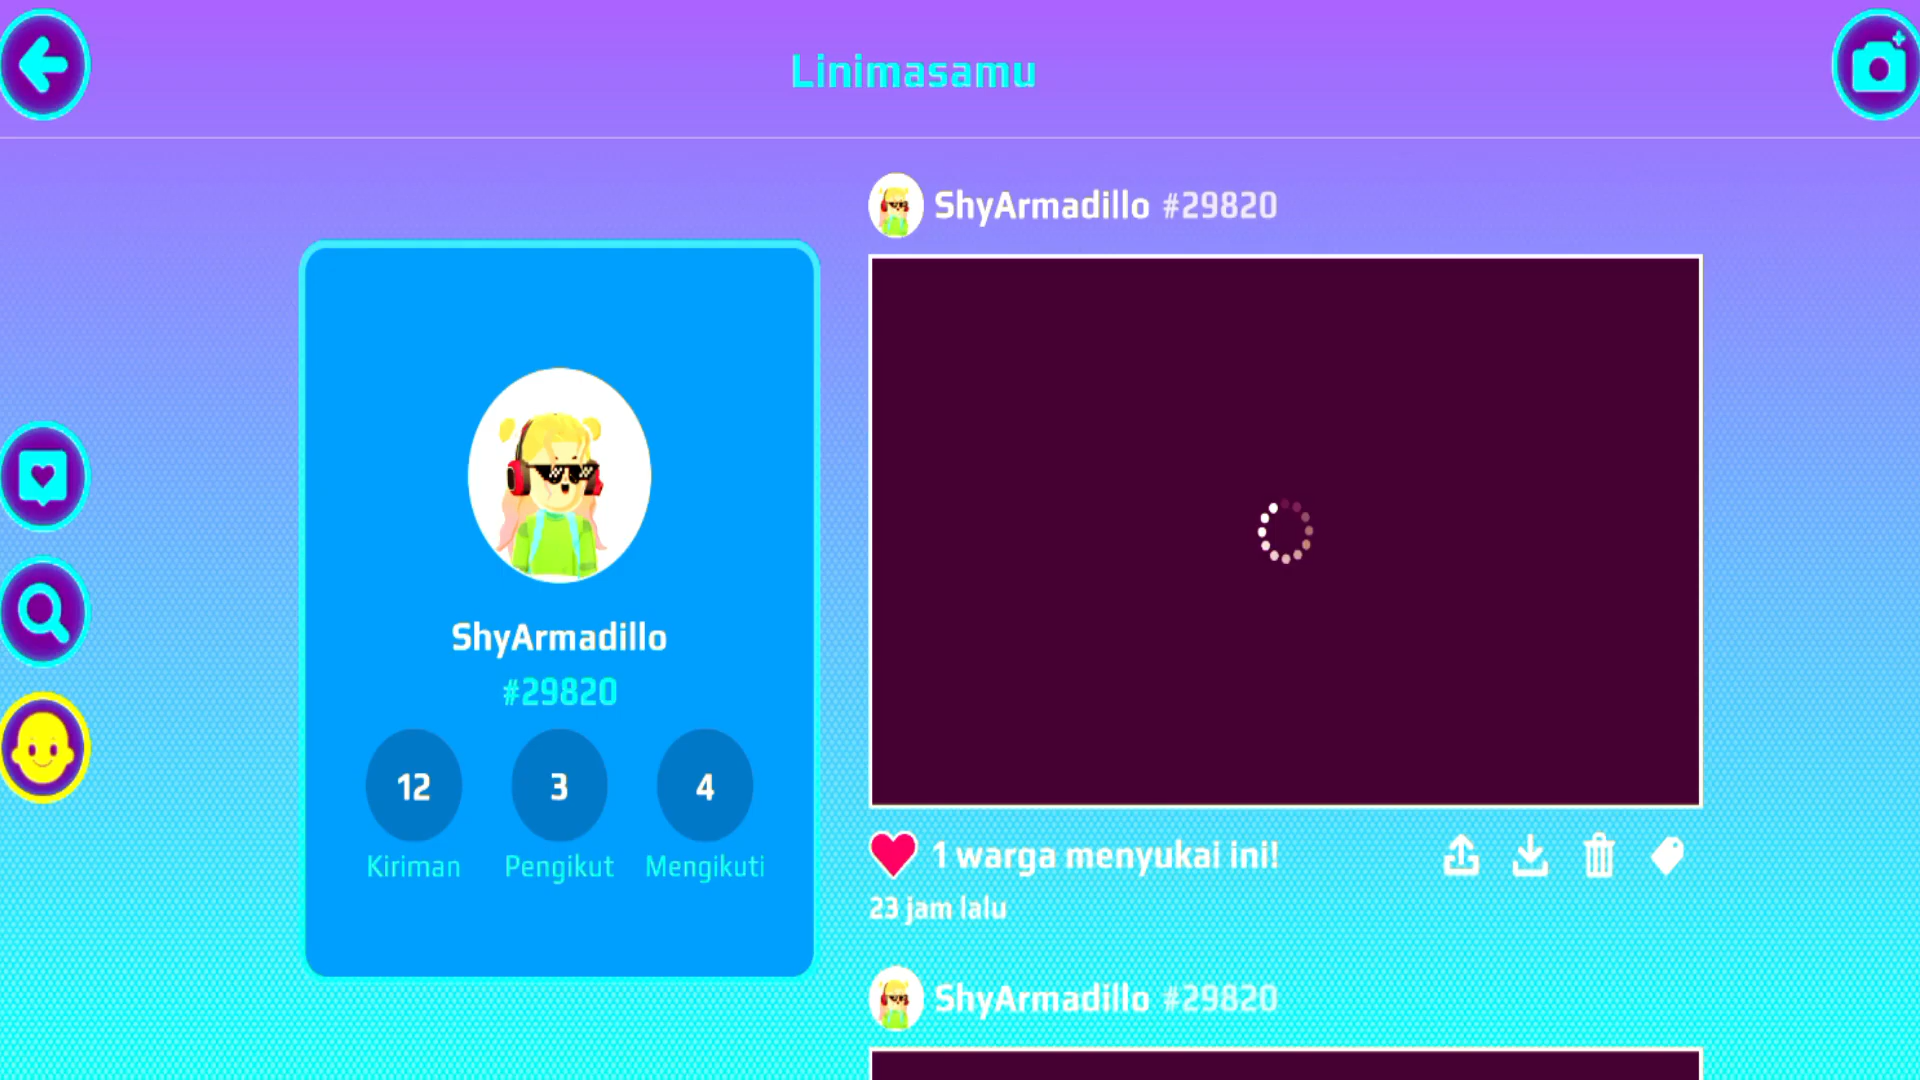 Linimasamu
ShyArmadillo #29820
ShyArmadillo
#29820
12 3 4
Kiriman Pengikut Mengikuti
1 warga menyukai ini!
23 jam lalu
ShyArmadillo #29820